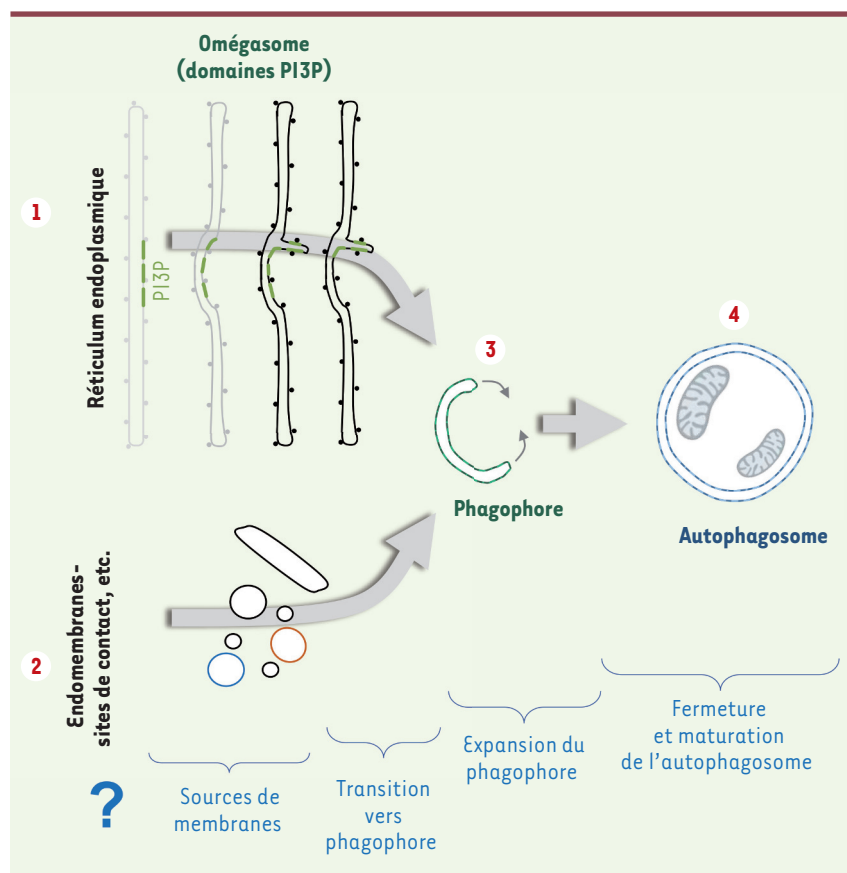 Omégasome
(domaines PI3P)
1
Réticulum endoplasmique
PI3P
3
4
Phagophore
Autophagosome
2
Endomembranes-
sites de contact, etc.
?
Sources de
membranes
Transition
vers
phagophore
Expansion du
phagophore
Fermeture
et maturation
de l'autophagosome